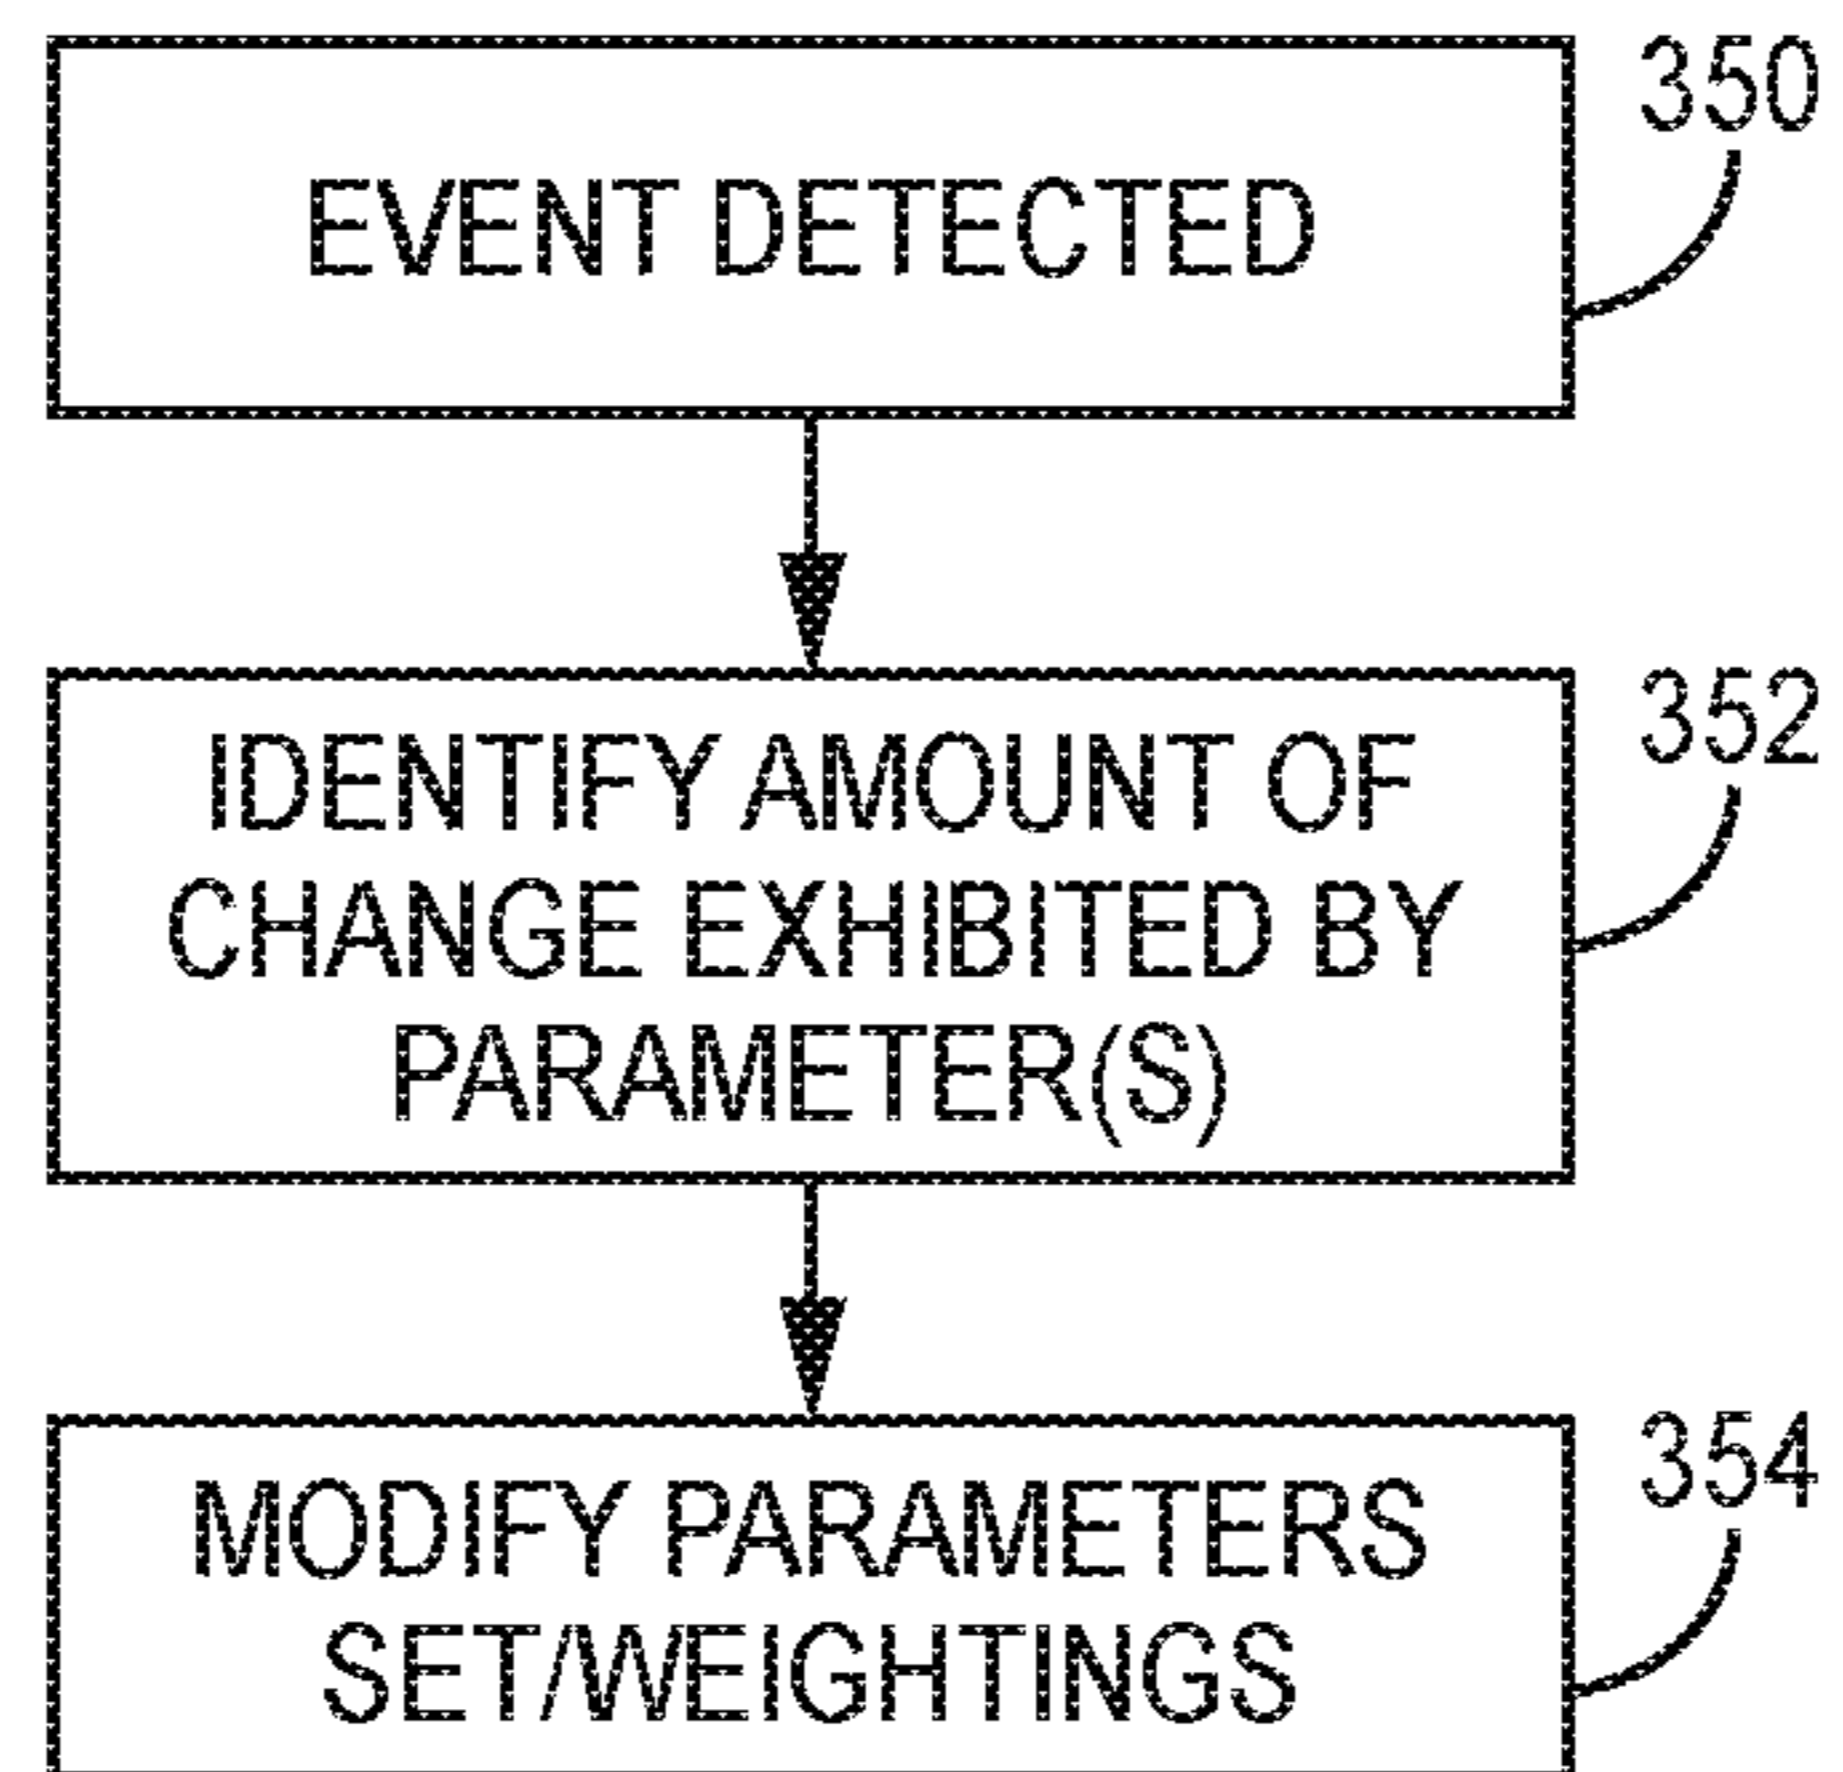 350
EVENT DETECTED
352
IDENTIFY AMOUNT OF
CHANGE EXHIBITED BY
PARAMETER(S)
354
MODIFY PARAMETERS
SET/WEIGHTINGS